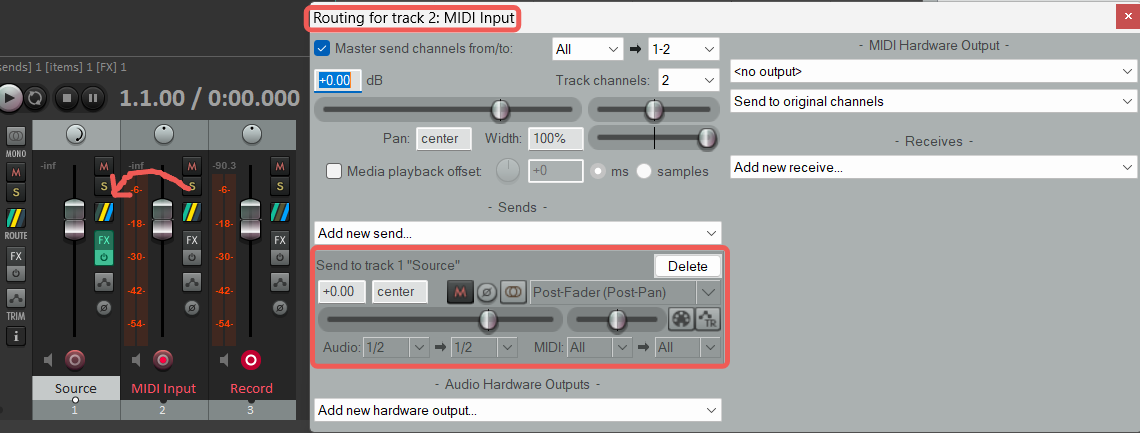 Routing for track 2: MIDI Input
Master send channels from/to: All 1-2
MIDI Hardware Output
+0.00 dB Track channels: 2
<no output>
Send to original channels
Pan: center Width: 100%
Receives
Media playback offset: +0 ms samples
Add new receive...
Sends
Add new send...
Send to track 1 "Source" Delete
+0.00 center M Post-Fader (Post-Pan)
TR
Audio: 1/2 1/2 MIDI: All All
Audio Hardware Outputs
Add new hardware output...
sends] 1 [items] 1 [FX] 1
1.1.00 / 0:00.000
MONO
M
S
ROUTE
FX
TRIM
i
-inf M
S
FX
Source
1
-inf M
-6- S
-18-
-30- FX
-42-
-54-
MIDI Input
2
-90.3 M
-6- S
-18-
-30- FX
-42-
-54-
Record
3